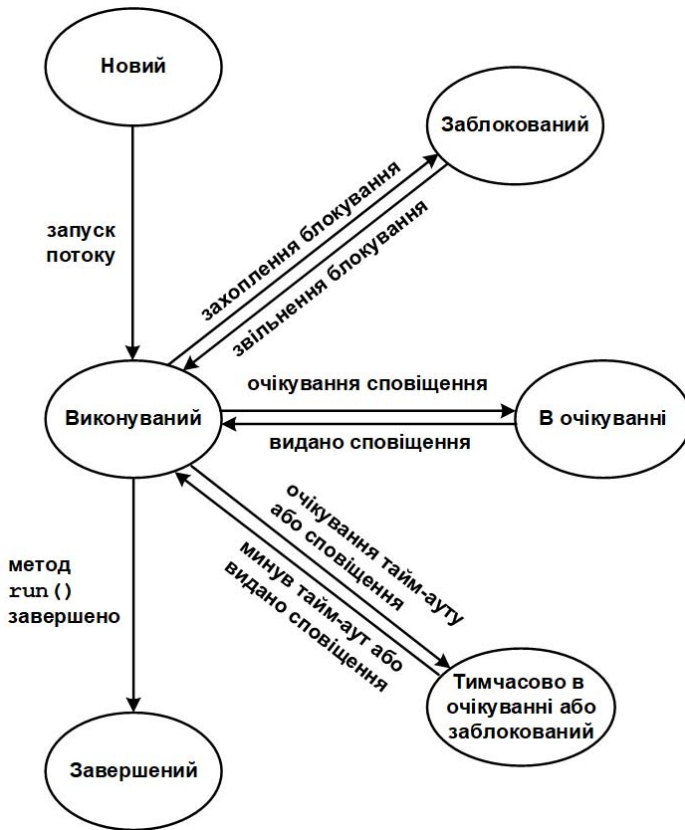 Новий
Заблокований
запуск
потоку
захоплення блокування
звільнення блокування
Виконуваний
очікування сповіщення
видано сповіщення
В очікуванні
очікування тайм-ауту
або сповіщення
минув тайм-аут або
видано сповіщення
метод
run()
завершено
Тимчасово в
очікуванні або
заблокований
Завершений